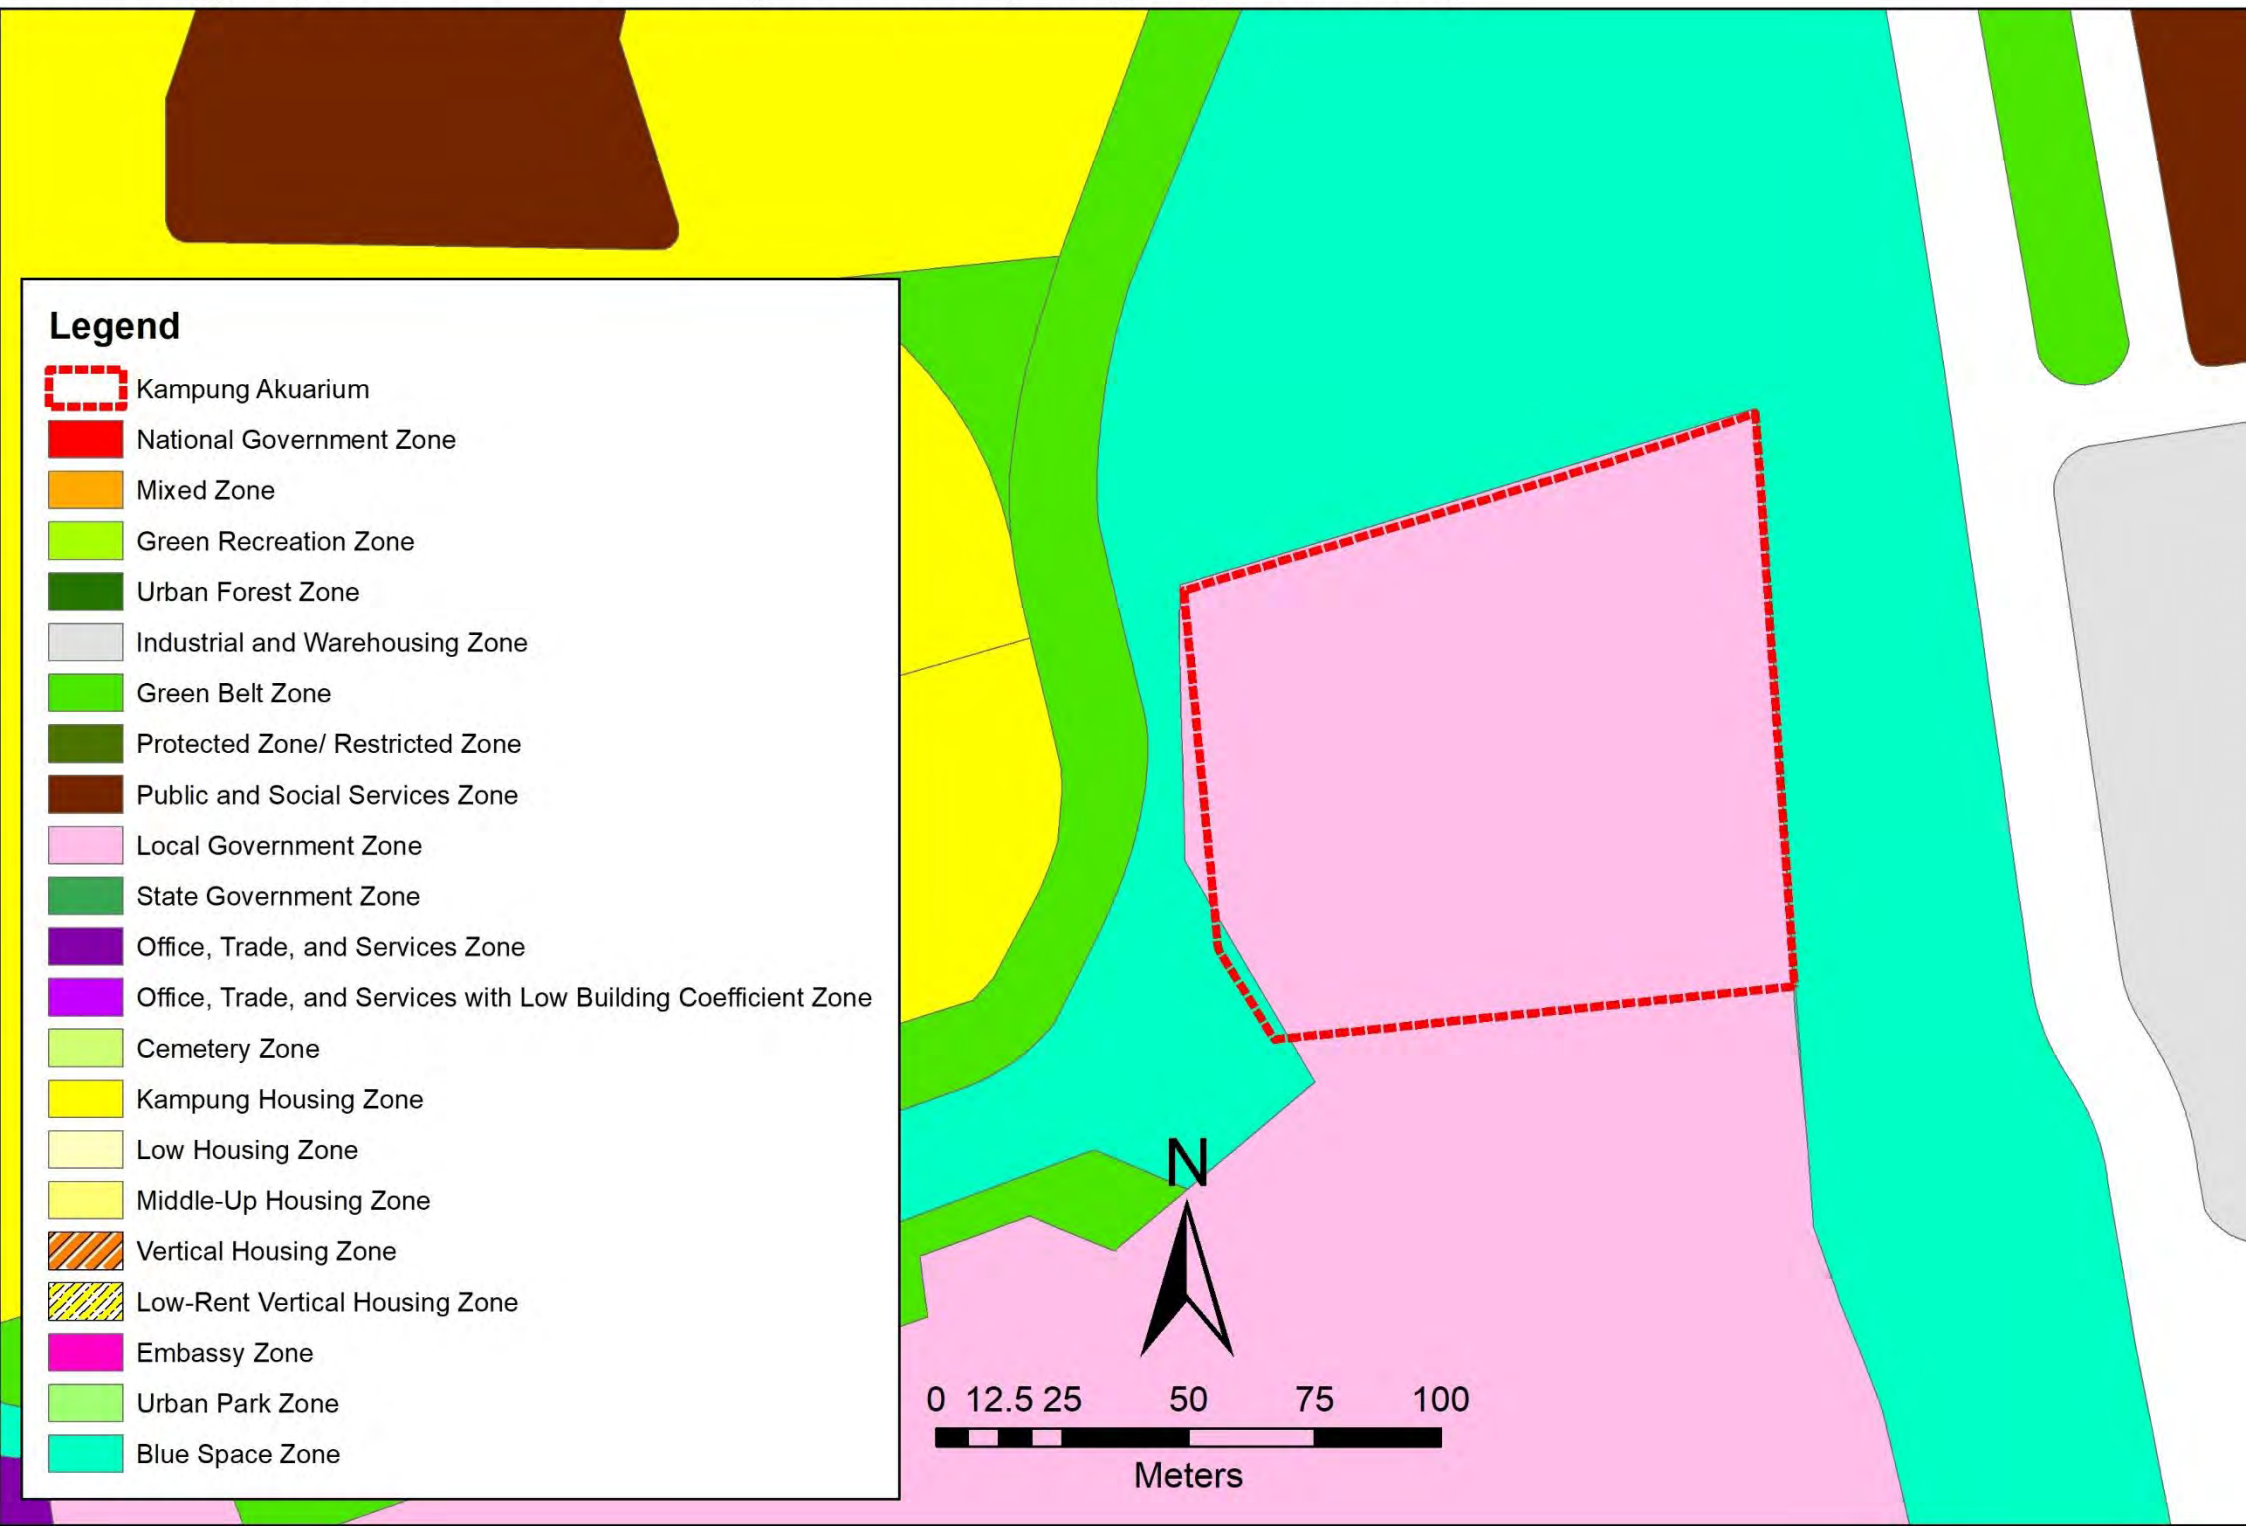 Legend
Kampung Akuarium
National Government Zone
Mixed Zone
Green Recreation Zone
Urban Forest Zone
Industrial and Warehousing Zone
Green Belt Zone
Protected Zone/ Restricted Zone
Public and Social Services Zone
Local Government Zone
State Government Zone
Office, Trade, and Services Zone
Office, Trade, and Services with Low Building Coefficient Zone
Cemetery Zone
Kampung Housing Zone
Low Housing Zone
Middle-Up Housing Zone
Vertical Housing Zone
Low-Rent Vertical Housing Zone
Embassy Zone
Urban Park Zone
Blue Space Zone
N
0 12.5 25 50 75 100
Meters